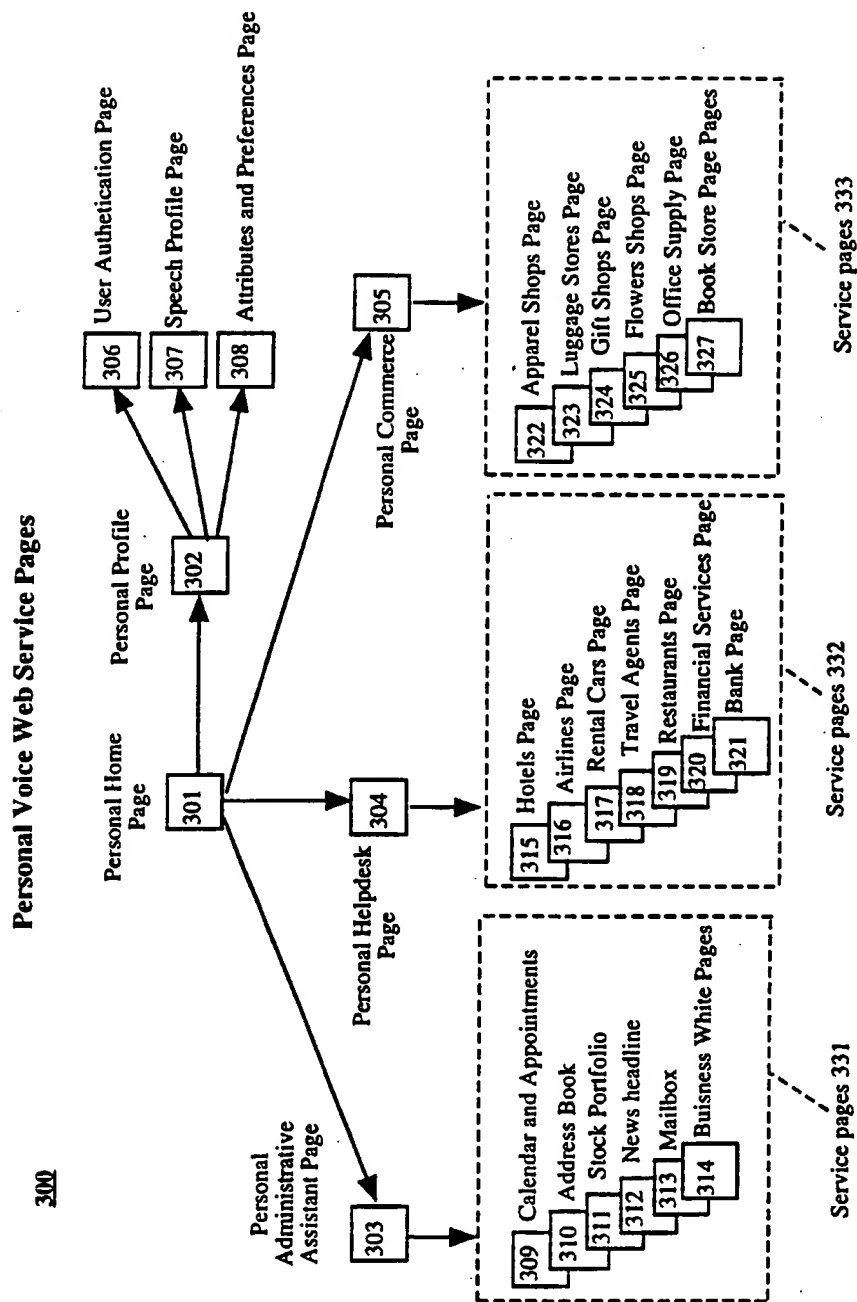 Personal Voice Web Service Pages
300
Personal Home
Page
301
Personal Profile
Page
302
306
User Authetication Page
307
Speech Profile Page
308
Attributes and Preferences Page
Personal
Administrative
Assistant Page
303
Personal Helpdesk
Page
304
Personal Commerce
Page
305
309
Calendar and Appointments
310
Address Book
311
Stock Portfolio
312
News headline
313
Mailbox
314
Buisness White Pages
Service pages 331
315
Hotels Page
316
Airlines Page
317
Rental Cars Page
318
Travel Agents Page
319
Restaurants Page
320
Financial Services Page
321
Bank Page
Service pages 332
322
Apparel Shops Page
323
Luggage Stores Page
324
Gift Shops Page
325
Flowers Shops Page
326
Office Supply Page
327
Book Store Page Pages
Service pages 333